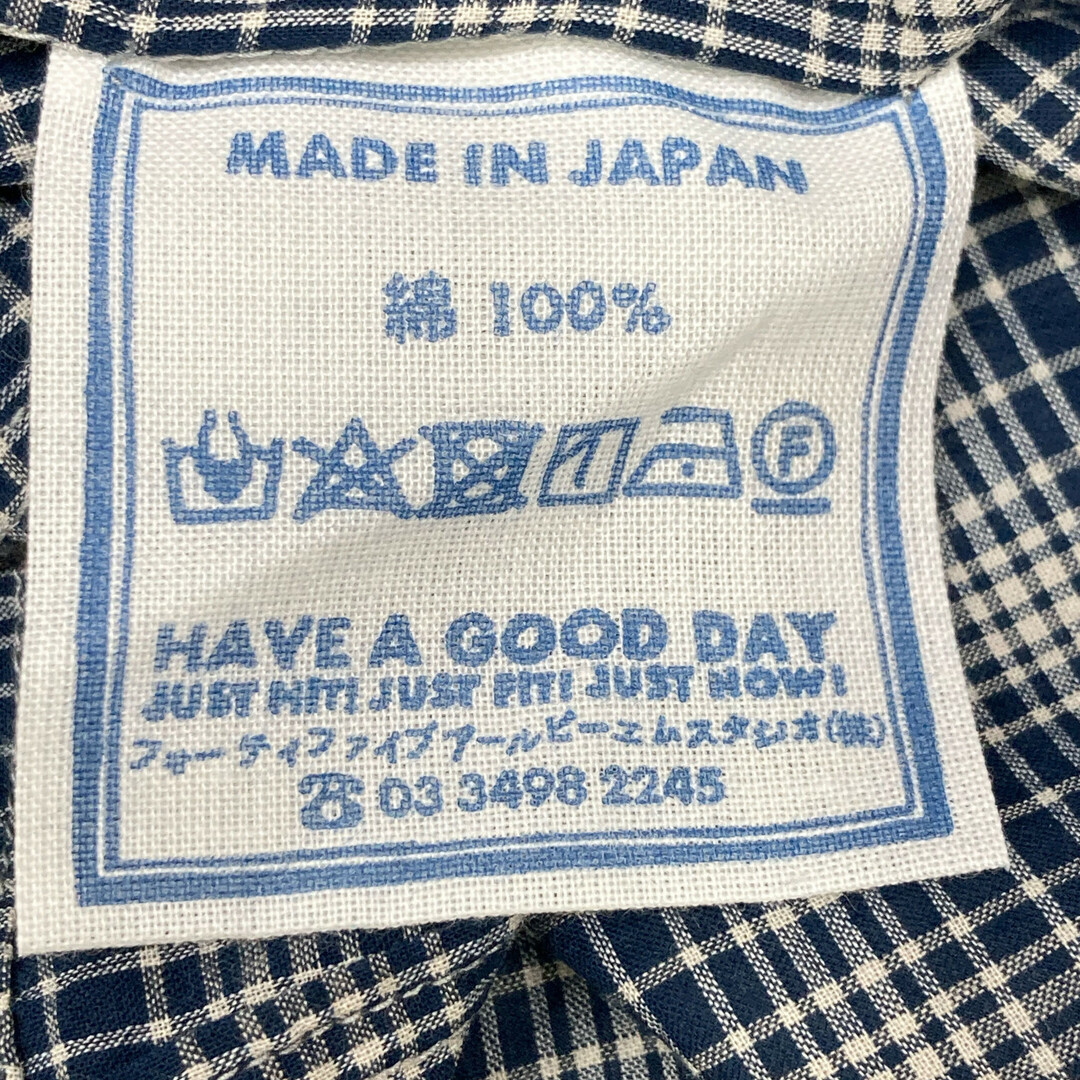 MADE IN JAPAN
綿 100%
F
HAVE A GOOD DAY
JUST HIT! JUST FIT! JUST NOW!
フォーティファイブアールピーエムスタジオ(株)
☎ 03 3498 2245